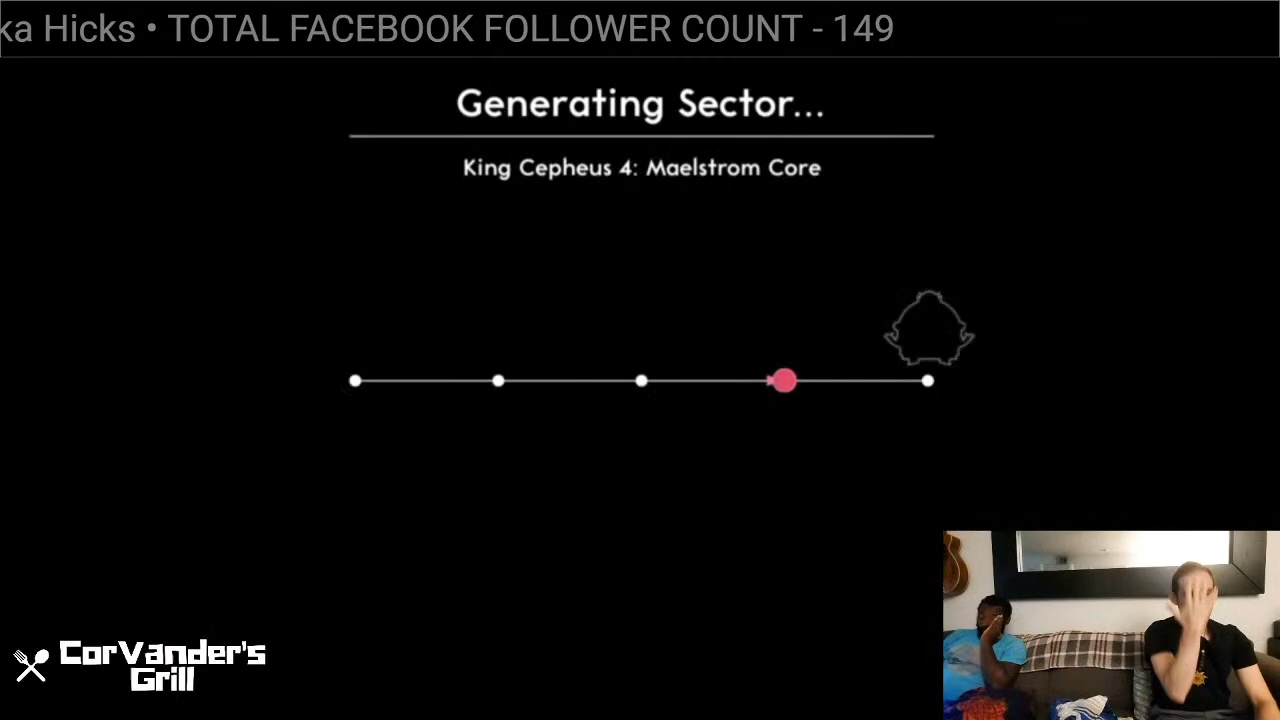 ka Hicks • TOTAL FACEBOOK FOLLOWER COUNT - 149
Generating Sector...
King Cepheus 4: Maelstrom Core
CorVander's
Grill